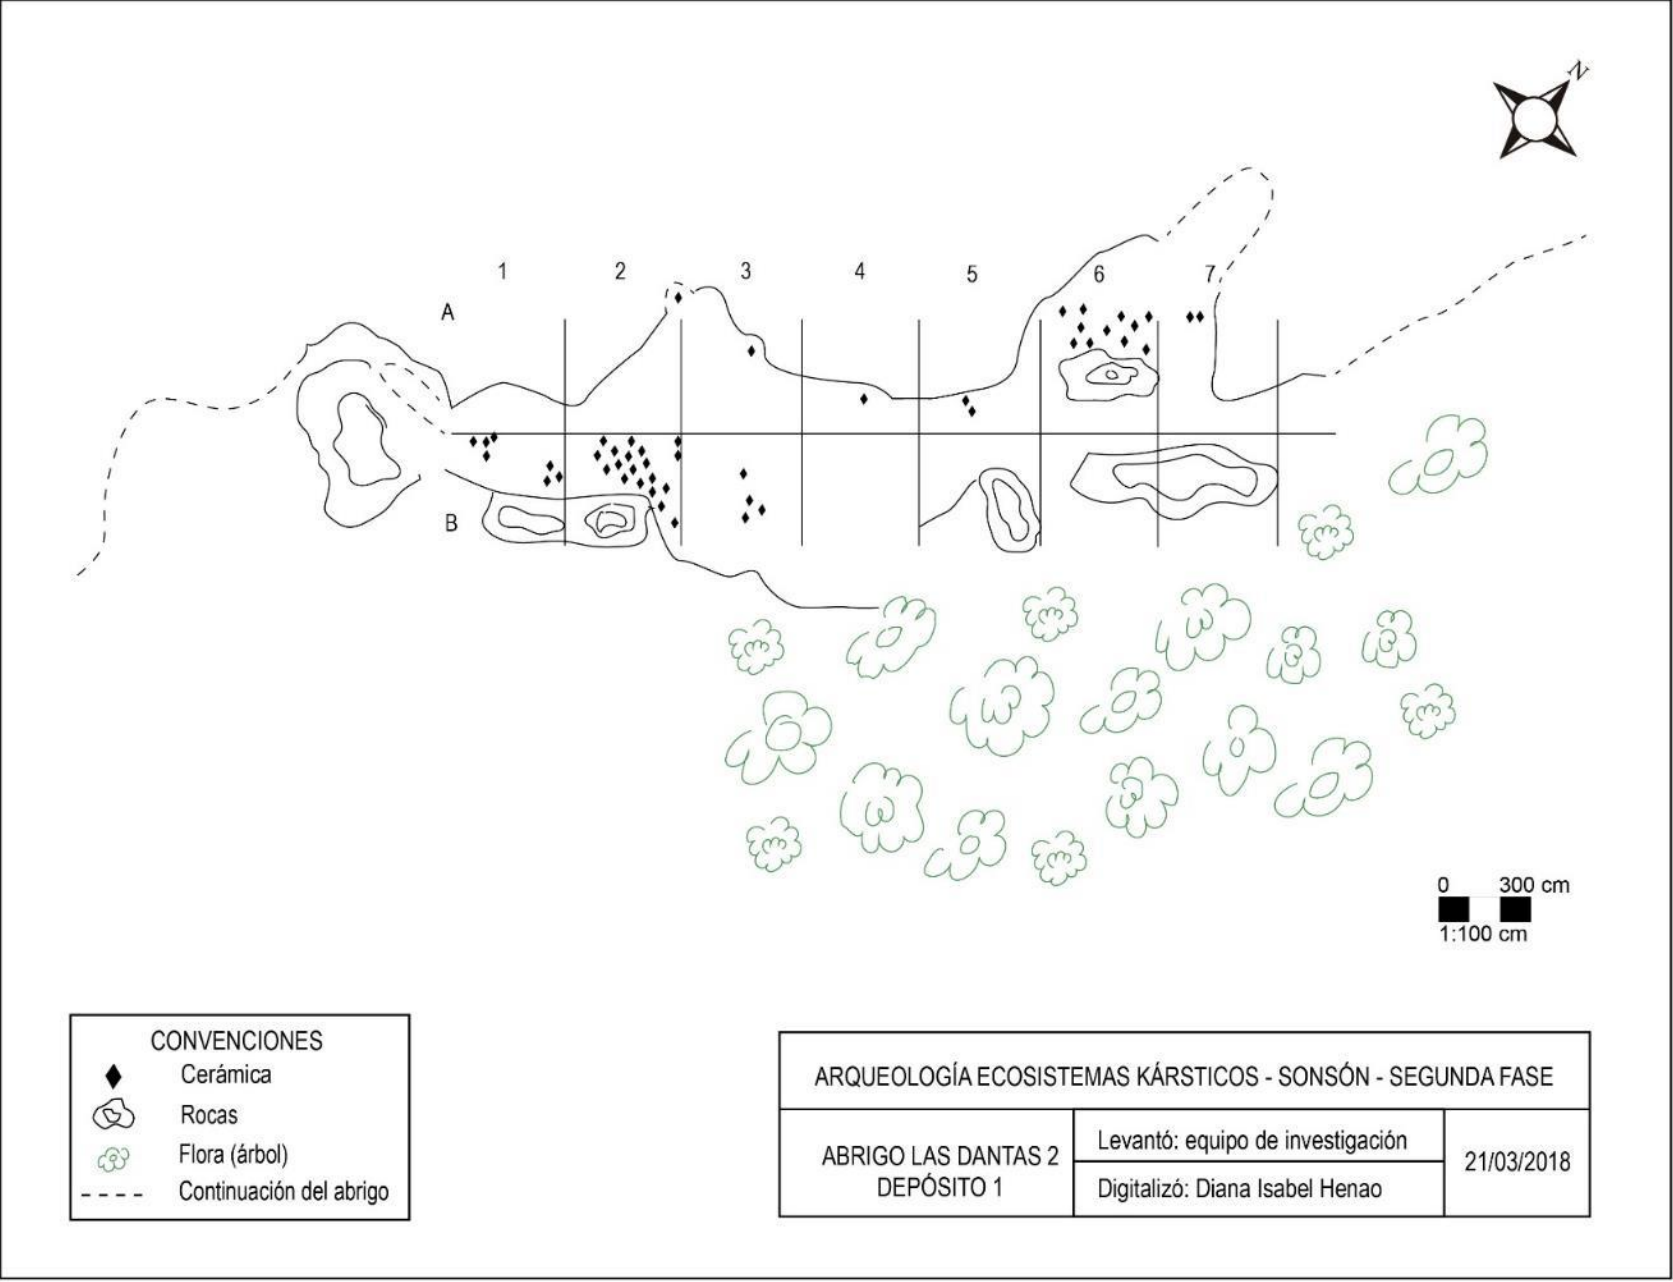 N
1 2 3 4 5 6 7
A
B
0 300 cm
1:100 cm
CONVENCIONES
Cerámica
Rocas
Flora (árbol)
Continuación del abrigo
ARQUEOLOGÍA ECOSISTEMAS KÁRSTICOS - SONSÓN - SEGUNDA FASE
ABRIGO LAS DANTAS 2
DEPÓSITO 1
Levantó: equipo de investigación
Digitalizó: Diana Isabel Henao
21/03/2018